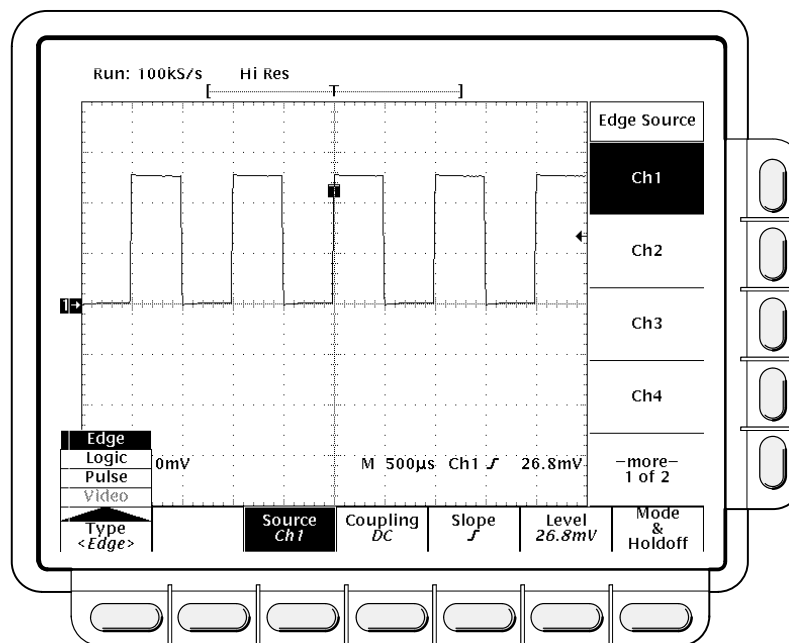 Run: 100kS/s Hi Res
T
Edge Source
Ch1
Ch2
1
Ch3
Ch4
Edge
Logic
Pulse
Video
0mV M 500µs Ch1 26.8mV
–more–
1 of 2
Type
<Edge>
Source
Ch1
Coupling
DC
Slope
Level
26.8mV
Mode
&
Holdoff